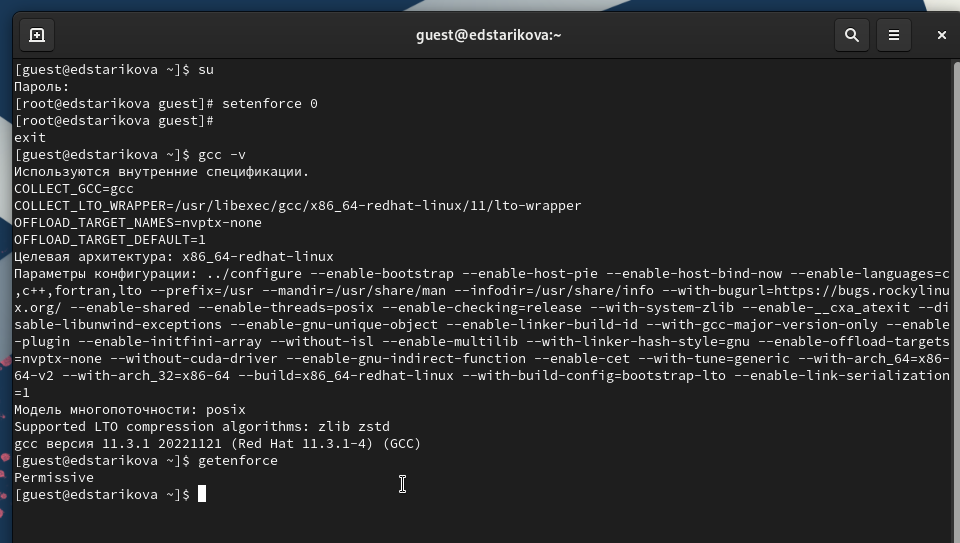 guest@edstarikova:~
[guest@edstarikova ~]$ su
Пароль:
[root@edstarikova guest]# setenforce 0
[root@edstarikova guest]#
exit
[guest@edstarikova ~]$ gcc -v
Используются внутренние спецификации.
COLLECT_GCC=gcc
COLLECT_LTO_WRAPPER=/usr/libexec/gcc/x86_64-redhat-linux/11/lto-wrapper
OFFLOAD_TARGET_NAMES=nvptx-none
OFFLOAD_TARGET_DEFAULT=1
Целевая архитектура: x86_64-redhat-linux
Параметры конфигурации: ../configure --enable-bootstrap --enable-host-pie --enable-host-bind-now --enable-languages=c
,c++,fortran,lto --prefix=/usr --mandir=/usr/share/man --infodir=/usr/share/info --with-bugurl=https://bugs.rockylinu
x.org/ --enable-shared --enable-threads=posix --enable-checking=release --with-system-zlib --enable-__cxa_atexit --di
sable-libunwind-exceptions --enable-gnu-unique-object --enable-linker-build-id --with-gcc-major-version-only --enable
-plugin --enable-initfini-array --without-isl --enable-multilib --with-linker-hash-style=gnu --enable-offload-targets
=nvptx-none --without-cuda-driver --enable-gnu-indirect-function --enable-cet --with-tune=generic --with-arch_64=x86-
64-v2 --with-arch_32=x86-64 --build=x86_64-redhat-linux --with-build-config=bootstrap-lto --enable-link-serialization
=1
Модель многопоточности: posix
Supported LTO compression algorithms: zlib zstd
gcc версия 11.3.1 20221121 (Red Hat 11.3.1-4) (GCC)
[guest@edstarikova ~]$ getenforce
Permissive
[guest@edstarikova ~]$